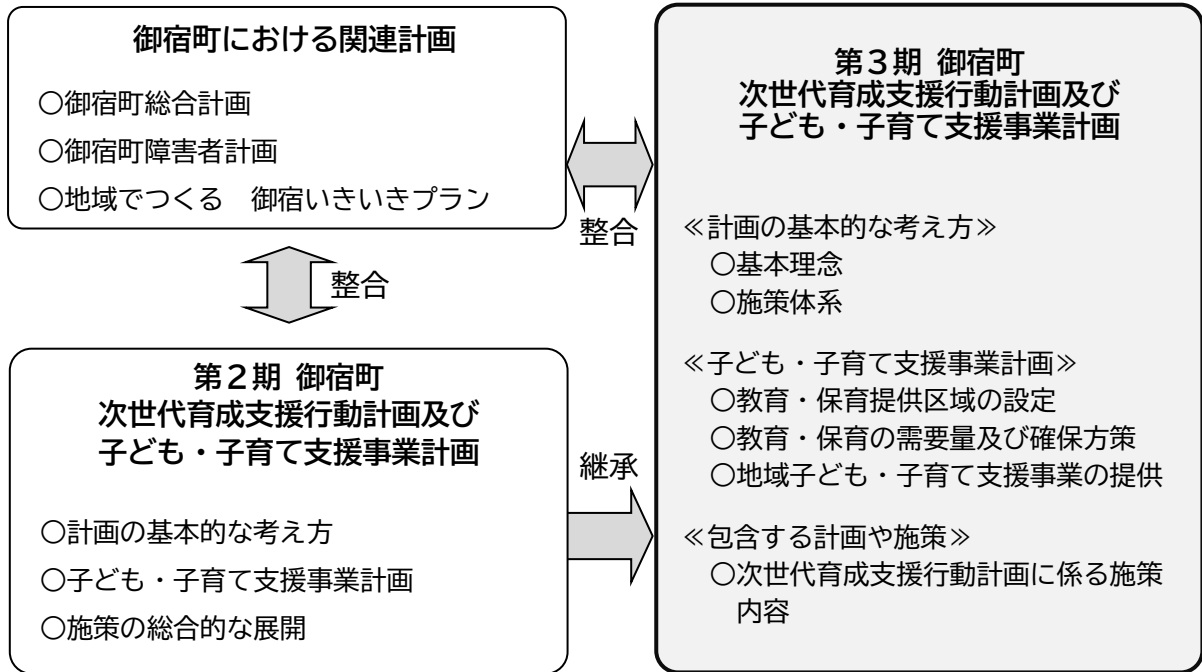 御宿町における関連計画
○御宿町総合計画
○御宿町障害者計画
○地域でつくる　御宿いきいきプラン
整合
第２期 御宿町
次世代育成支援行動計画及び
子ども・子育て支援事業計画
○計画の基本的な考え方
○子ども・子育て支援事業計画
○施策の総合的な展開
整合
継承
第３期 御宿町
次世代育成支援行動計画及び
子ども・子育て支援事業計画
≪計画の基本的な考え方≫
○基本理念
○施策体系
≪子ども・子育て支援事業計画≫
○教育・保育提供区域の設定
○教育・保育の需要量及び確保方策
○地域子ども・子育て支援事業の提供
≪包含する計画や施策≫
○次世代育成支援行動計画に係る施策
内容